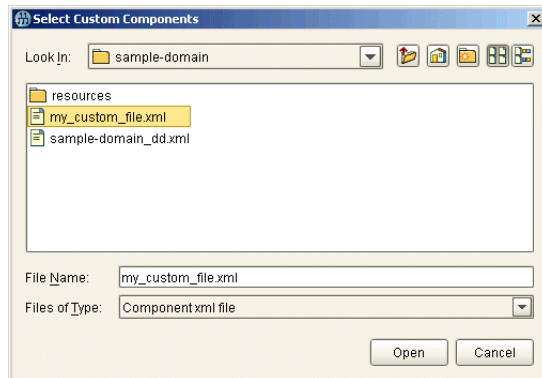 Select Custom Components
Look In: sample-domain
resources
my_custom_file.xml
sample-domain_dd.xml
File Name: my_custom_file.xml
Files of Type: Component xml file
Open Cancel